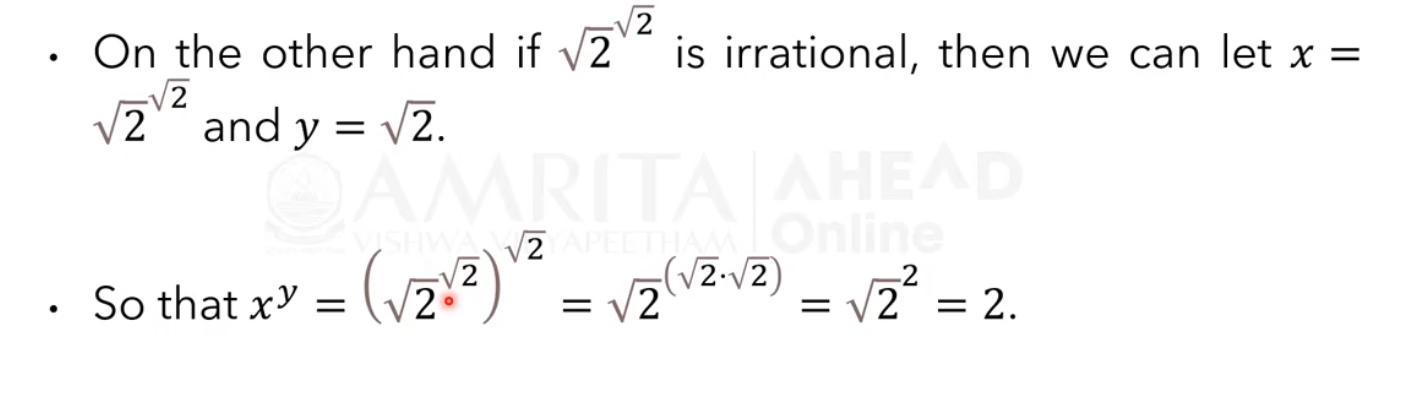 • On the other hand if √2^√2 is irrational, then we can let x =
√2^√2 and y = √2.
AMRITA AHEAD
VISHWA VIDYAPEETHAM Online
• So that x^y = (√2^√2)^√2 = √2^(√2·√2) = √2^2 = 2.